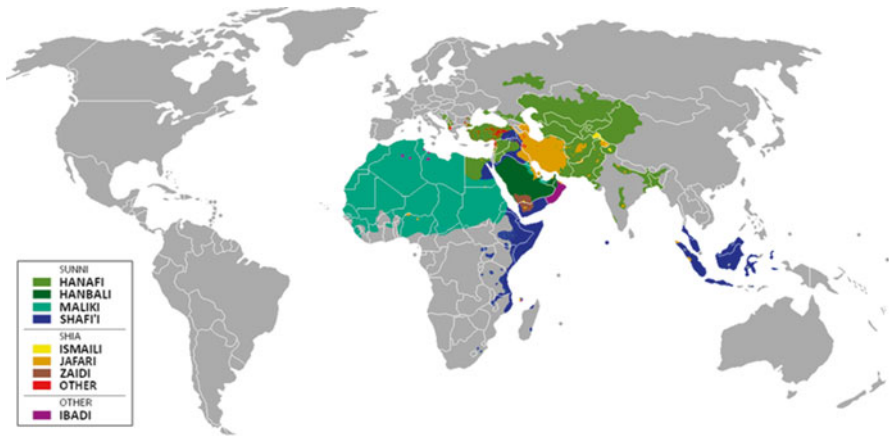 SUNNI
HANAFI
HANBALI
MALIKI
SHAFI'I
SHIA
ISMAILI
JAFARI
ZAIDI
OTHER
OTHER
IBADI